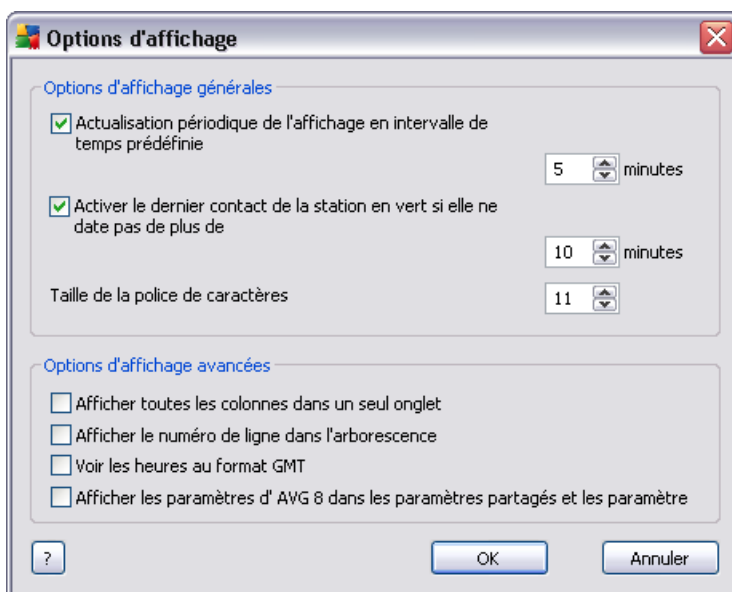 Options d'affichage
Options d'affichage générales
Actualisation périodique de l'affichage en intervalle de
temps prédéfinie
5 minutes
Activer le dernier contact de la station en vert si elle ne
date pas de plus de
10 minutes
Taille de la police de caractères
11
Options d'affichage avancées
Afficher toutes les colonnes dans un seul onglet
Afficher le numéro de ligne dans l'arborescence
Voir les heures au format GMT
Afficher les paramètres d' AVG 8 dans les paramètres partagés et les paramètre
? OK Annuler